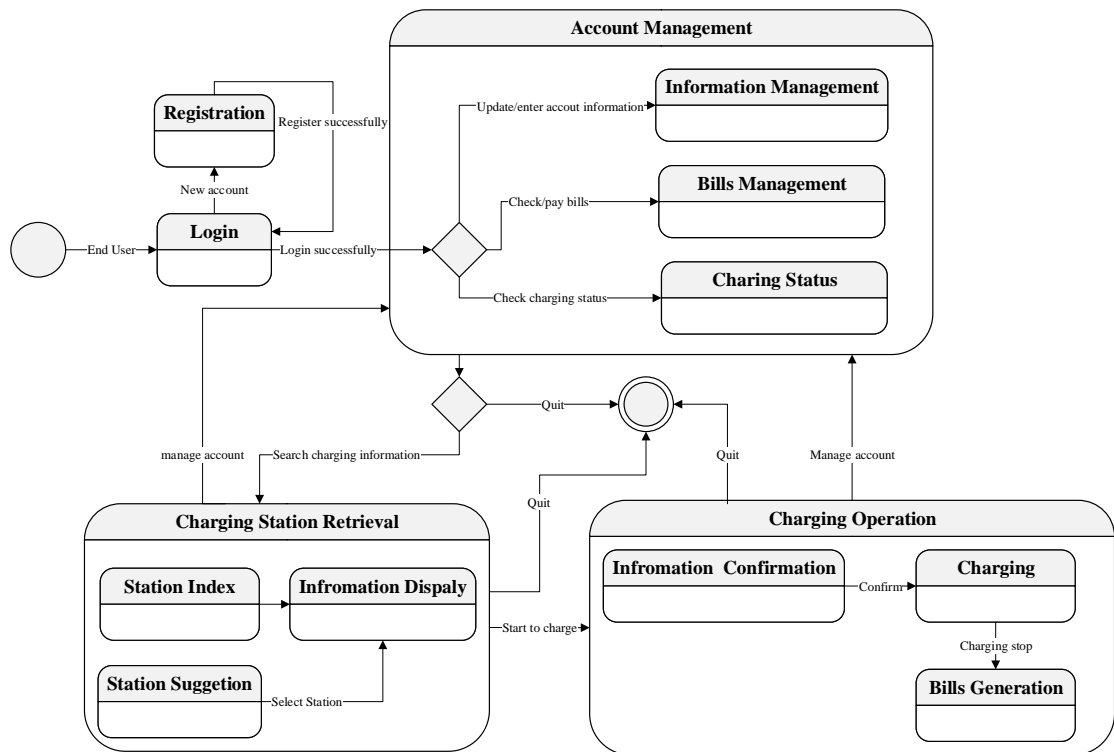 Account Management
Information Management
Update/enter accout information
Registration
Register successfully
New account
Bills Management
Check/pay bills
Login
End User
Login successfully
Charing Status
Check charging status
Quit
manage account
Search charging information
Quit
Manage account
Quit
Charging Station Retrieval
Charging Operation
Station Index
Infromation Dispaly
Infromation Confirmation
Charging
Confirm
Start to charge
Charging stop
Station Suggetion
Select Station
Bills Generation